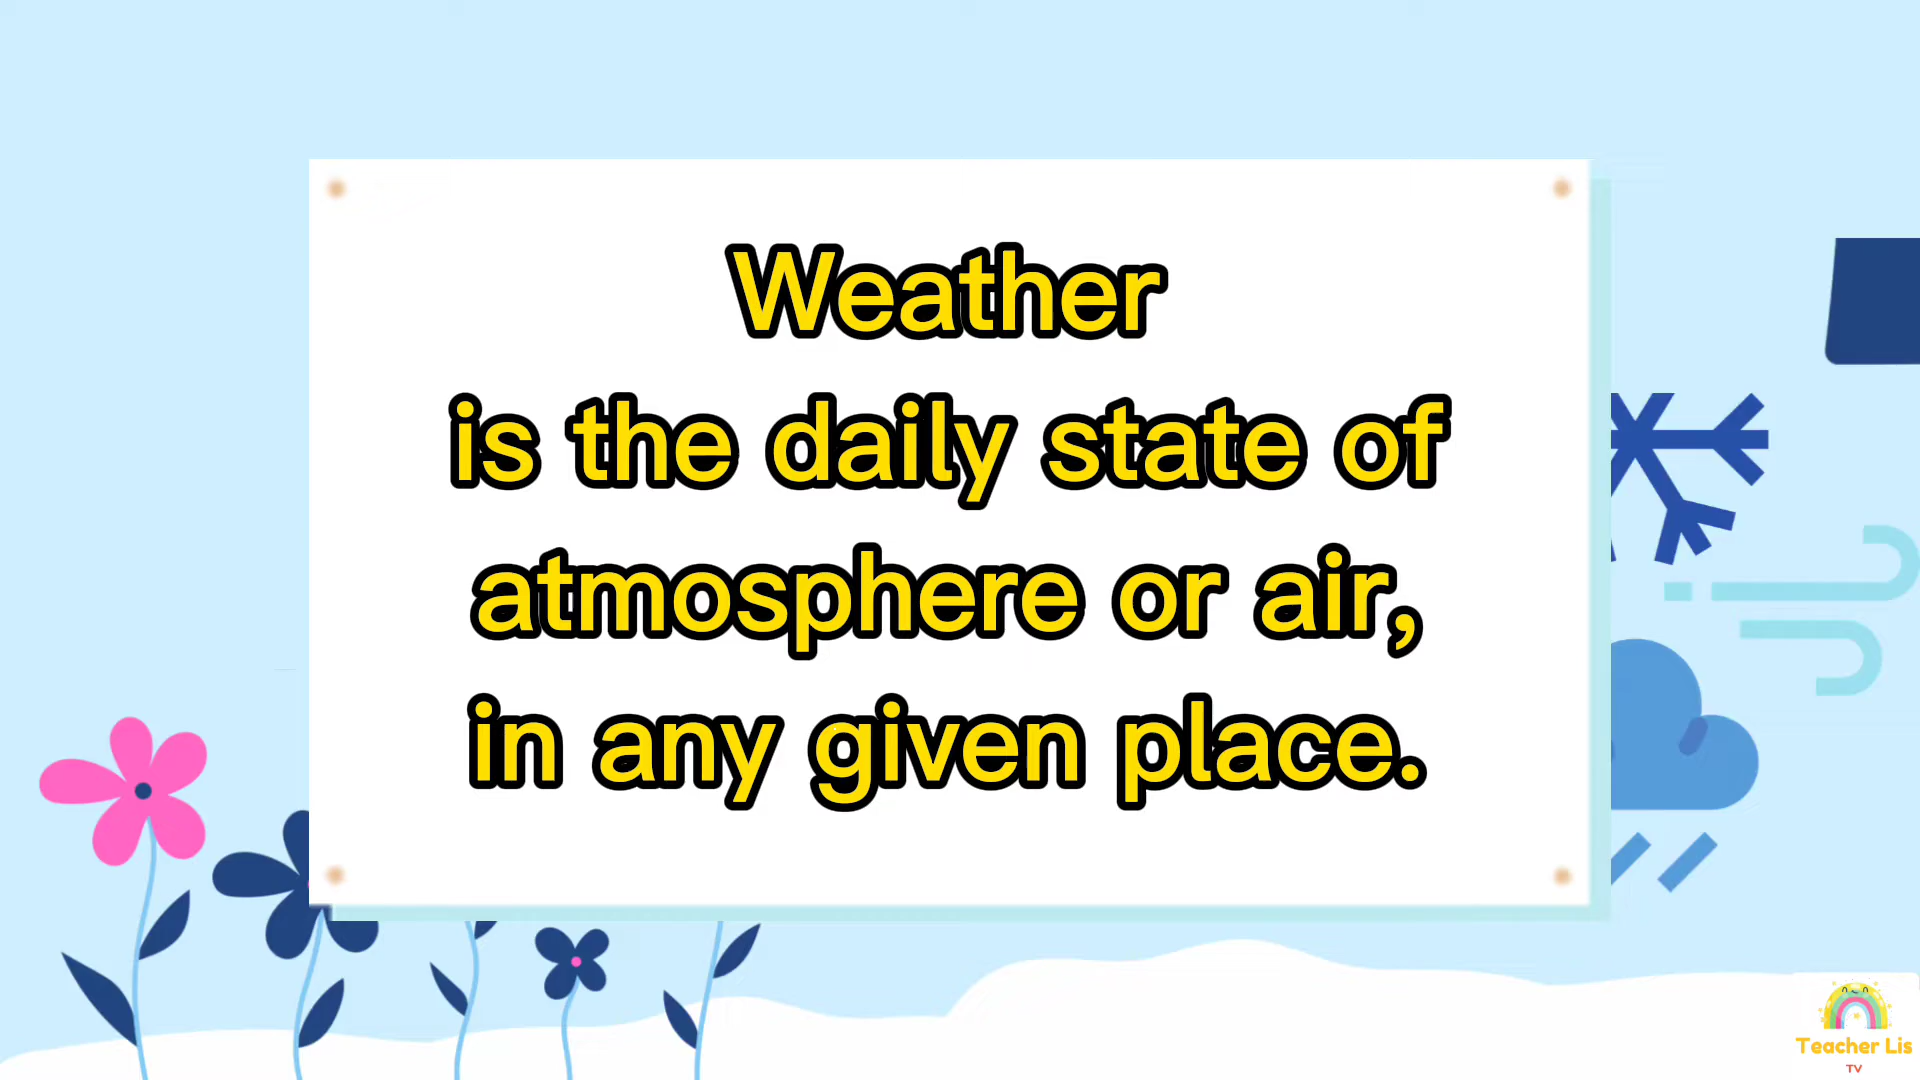 Weather
is the daily state of
atmosphere or air,
in any given place.
Teacher Lis
TV